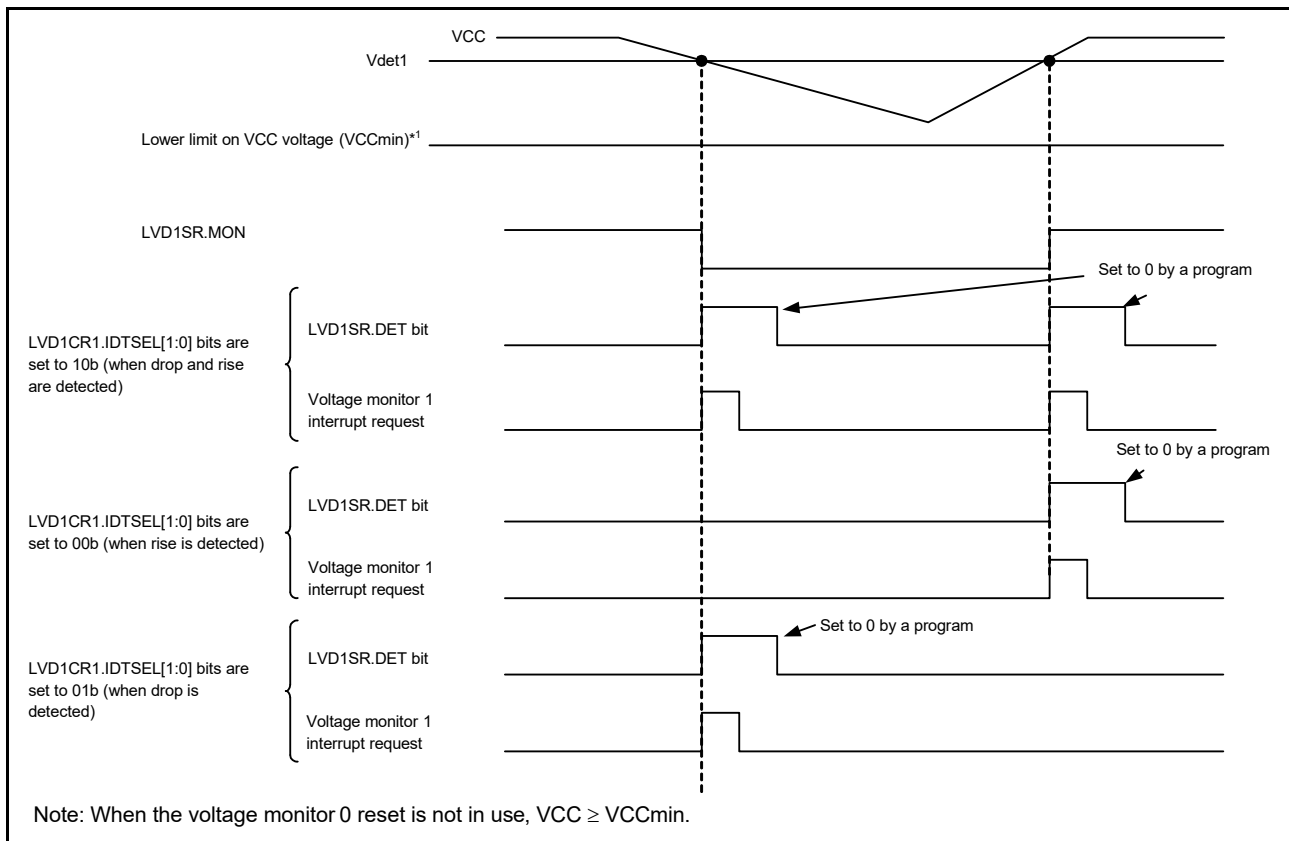 VCC
Vdet1
Lower limit on VCC voltage (VCCmin)*1
LVD1SR.MON
Set to 0 by a program
LVD1CR1.IDTSEL[1:0] bits are
set to 10b (when drop and rise
are detected)
LVD1SR.DET bit
Voltage monitor 1
interrupt request
Set to 0 by a program
LVD1CR1.IDTSEL[1:0] bits are
set to 00b (when rise is detected)
LVD1SR.DET bit
Voltage monitor 1
interrupt request
Set to 0 by a program
LVD1CR1.IDTSEL[1:0] bits are
set to 01b (when drop is
detected)
LVD1SR.DET bit
Voltage monitor 1
interrupt request
Note: When the voltage monitor 0 reset is not in use, VCC ≥ VCCmin.